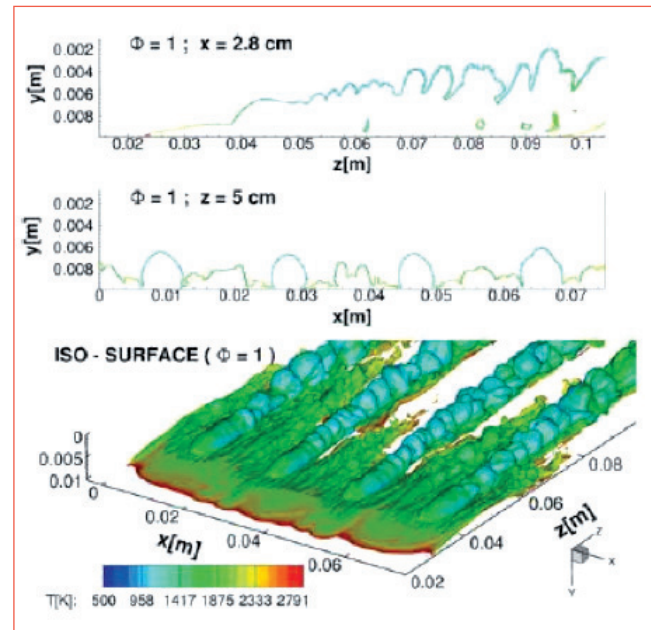 Φ = 1 ; x = 2.8 cm
y[m]
0.002
0.004
0.006
0.008
0.02 0.03 0.04 0.05 0.06 0.07 0.08 0.09 0.1
z[m]
Φ = 1 ; z = 5 cm
y[m]
0.002
0.004
0.006
0.008
0 0.01 0.02 0.03 0.04 0.05 0.06 0.07
x[m]
ISO - SURFACE ( Φ = 1 )
0
0.005
0.01
0 0.02 0.04 0.06
x[m]
0.02 0.04 0.06 0.08
z[m]
Z
X
Y
T[K]: 500 958 1417 1875 2333 2791